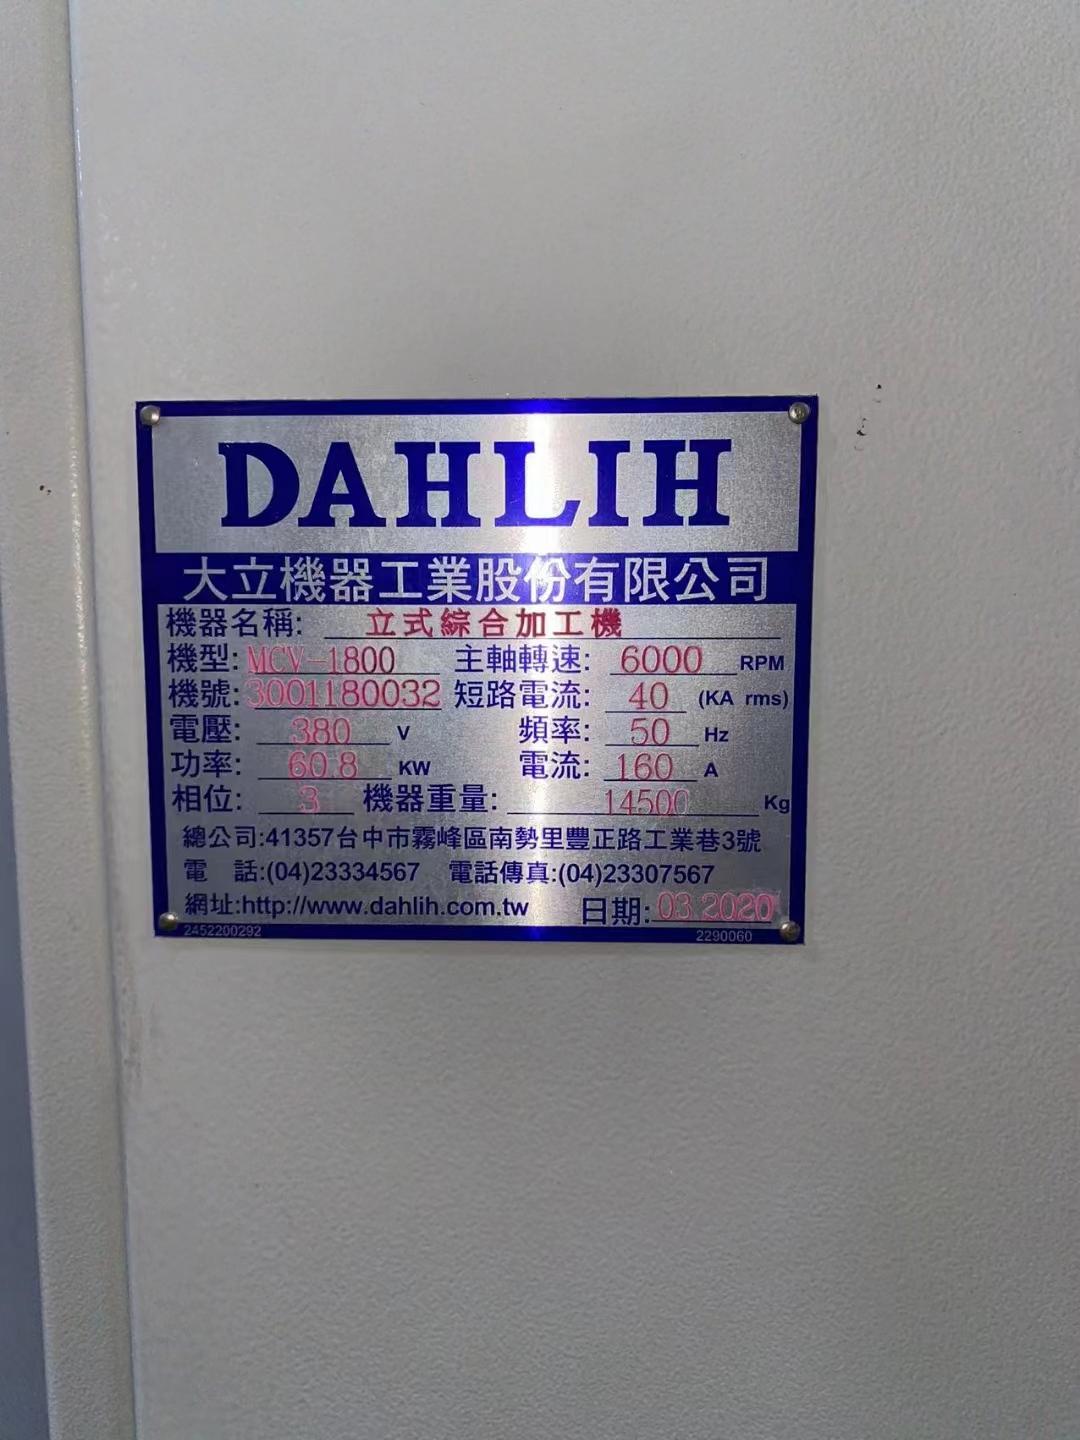 DAHLIH
大立機器工業股份有限公司
機器名稱: 立式綜合加工機
機型: MCV-1800 主軸轉速: 6000 RPM
機號: 3001180032 短路電流: 40 (KA rms)
電壓: 380 V 頻率: 50 Hz
功率: 60.8 KW 電流: 160 A
相位: 3 機器重量: 14500 Kg
總公司:41357台中市霧峰區南勢里豐正路工業巷3號
電 話:(04)23334567 電話傳真:(04)23307567
網址:http://www.dahlih.com.tw 日期: 03 2020
2452200292 2290060